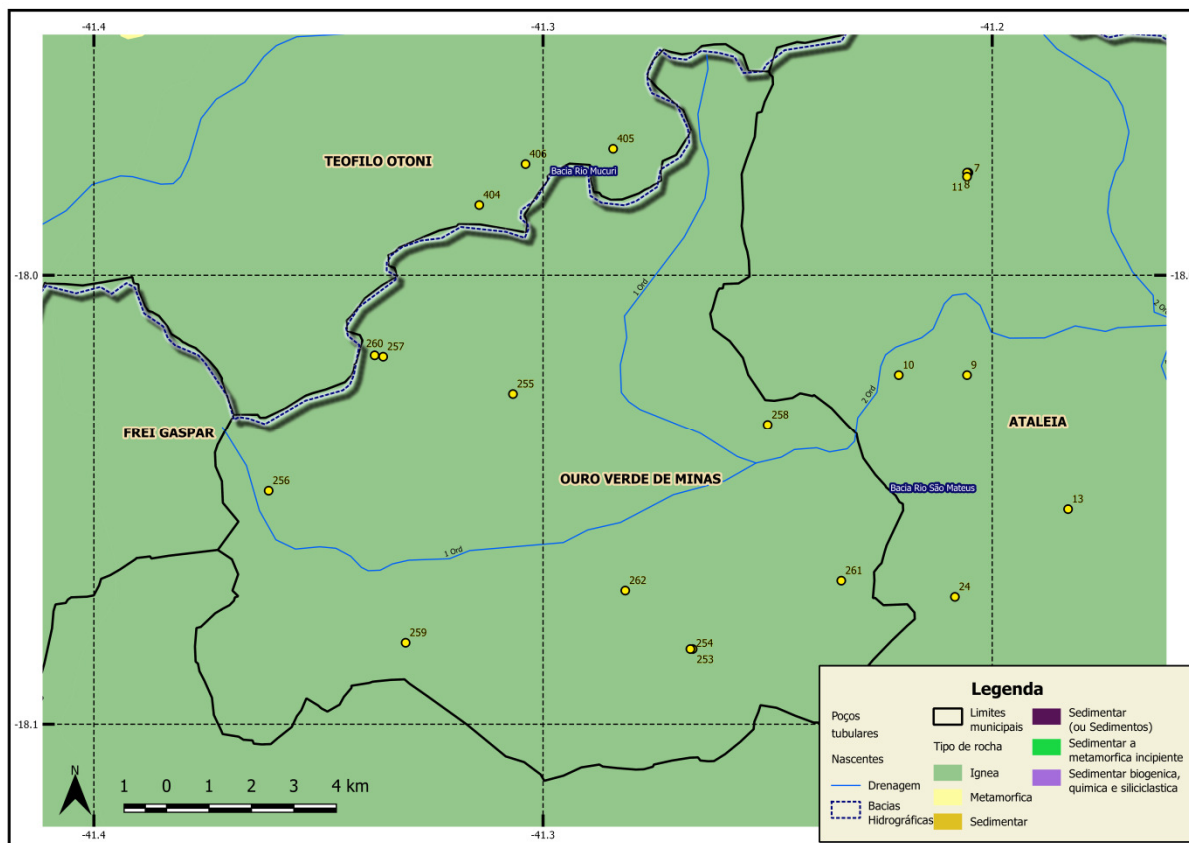 -41.4
-41.3
-41.2
405
406
TEOFILO OTONI
Bacia Rio Mucuri
7
8
11
404
-18.0
-18.
1 Ord
2 Ord
260
257
255
10
9
2 Ord
258
FREI GASPAR
ATALEIA
OURO VERDE DE MINAS
256
Bacia Rio São Mateus
13
1 Ord
262
261
24
259
254
253
-18.1
N
1 0 1 2 3 4 km
Legenda
Poços
tubulares
Nascentes
Drenagem
Bacias
Hidrográficas
Limites
municipais
Tipo de rocha
Ignea
Metamorfica
Sedimentar
Sedimentar
(ou Sedimentos)
Sedimentar a
metamorfica incipiente
Sedimentar biogenica,
quimica e siliciclastica
-41.4
-41.3